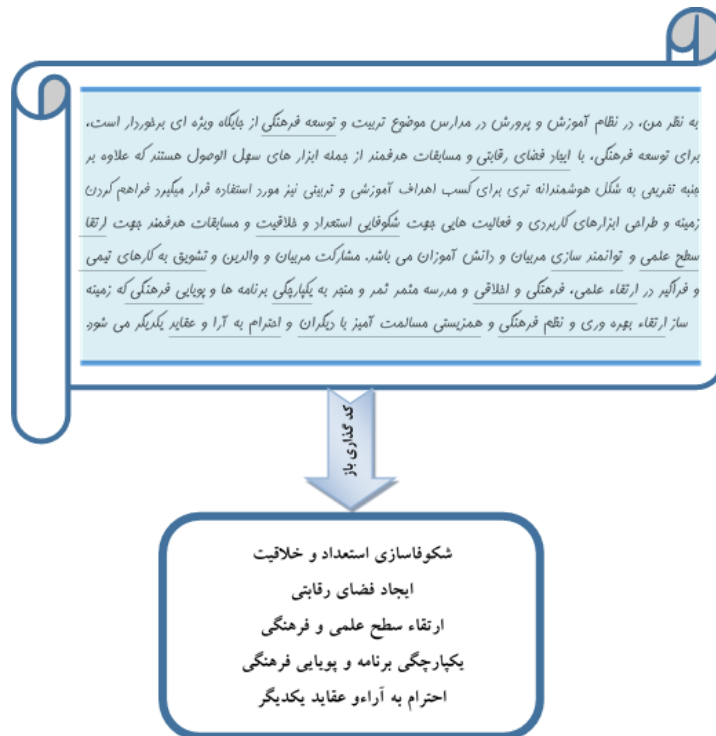 به نظر من، در نظام آموزش و پرورش در مدارس موضوع تربیت و توسعه فرهنگی از جایگاه ویژه ای برخوردار است،
برای توسعه فرهنگی، با ایجاد فضای رقابتی و مسابقات هدفمند از جمله ابزار های سهل الوصول هستند که علاوه بر
جنبه تفریحی به شکل هوشمندانه تری برای کسب اهداف آموزشی و تربیتی نیز مورد استفاده قرار میگیرد فراهم کردن
زمینه و طراحی ابزارهای کاربردی و فعالیت هایی جهت شکوفایی استعداد و خلاقیت و مسابقات هدفمند جهت ارتقا
سطح علمی و توانمند سازی مربیان و دانش آموزان می باشد. مشارکت مربیان و والدین و تشویق به کارهای تیمی
و فراگیر در ارتقاء علمی، فرهنگی و اخلاقی و مدرسه مثمر ثمر و منجر به یکپارچگی برنامه ها و پویایی فرهنگی که زمینه
ساز ارتقاء بهره وری و نظم فرهنگی و همزیستی مسالمت آمیز با دیگران و احترام به آرا و عقاید یکدیگر می شود.
کد گذاری باز
شکوفاسازی استعداد و خلاقیت
ایجاد فضای رقابتی
ارتقاء سطح علمی و فرهنگی
یکپارچگی برنامه و پویایی فرهنگی
احترام به آراءو عقاید یکدیگر